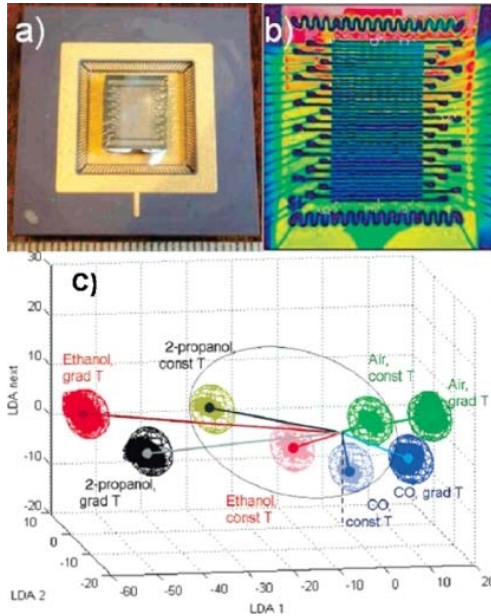 a)
b)
c)
30
20
10
0
-10
-20
LDA next
Ethanol,
grad T
2-propanol,
const T
Air,
const T
Air,
grad T
2-propanol,
grad T
Ethanol,
const T
CO,
const T
CO, grad T
10
0
-10
-20
LDA 2
-60
-50
-40
-30
-20
-10
0
10
20
LDA 1